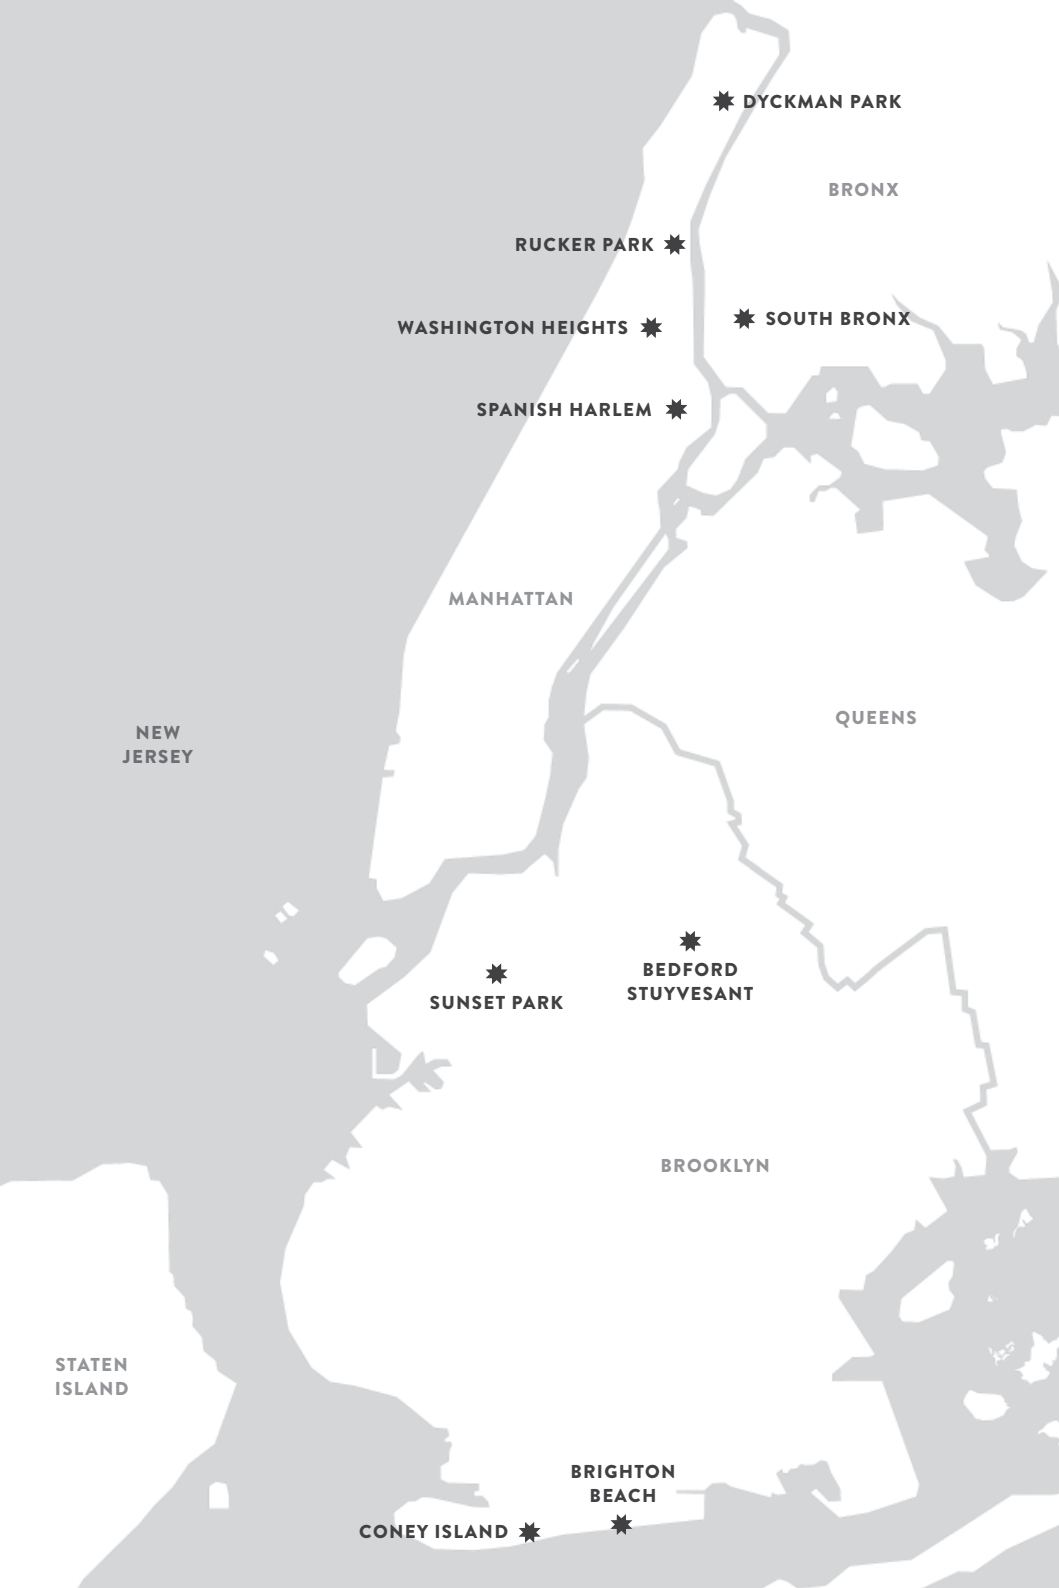 DYCKMAN PARK
BRONX
RUCKER PARK
SOUTH BRONX
WASHINGTON HEIGHTS
SPANISH HARLEM
MANHATTAN
QUEENS
NEW
JERSEY
BEDFORD
STUYVESANT
SUNSET PARK
BROOKLYN
STATEN
ISLAND
BRIGHTON
BEACH
CONEY ISLAND